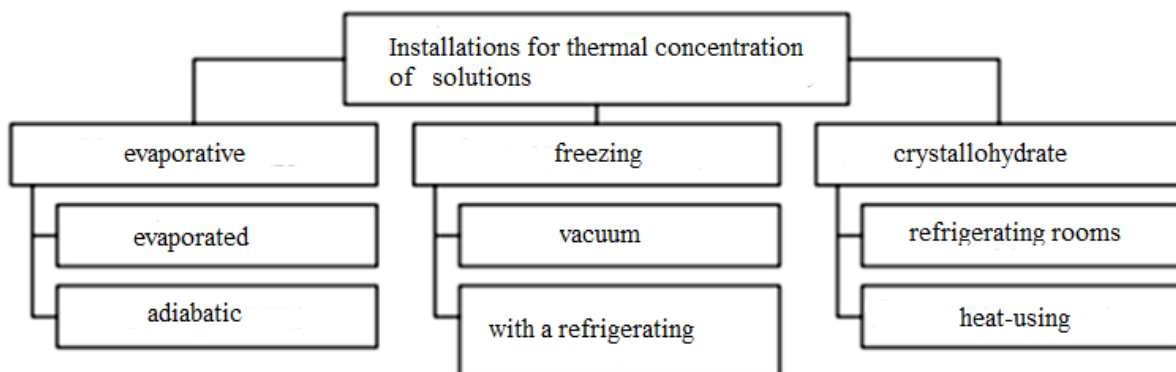 Installations for thermal concentration
of solutions
evaporative
freezing
crystallohydrate
evaporated
vacuum
refrigerating rooms
adiabatic
with a refrigerating
heat-using